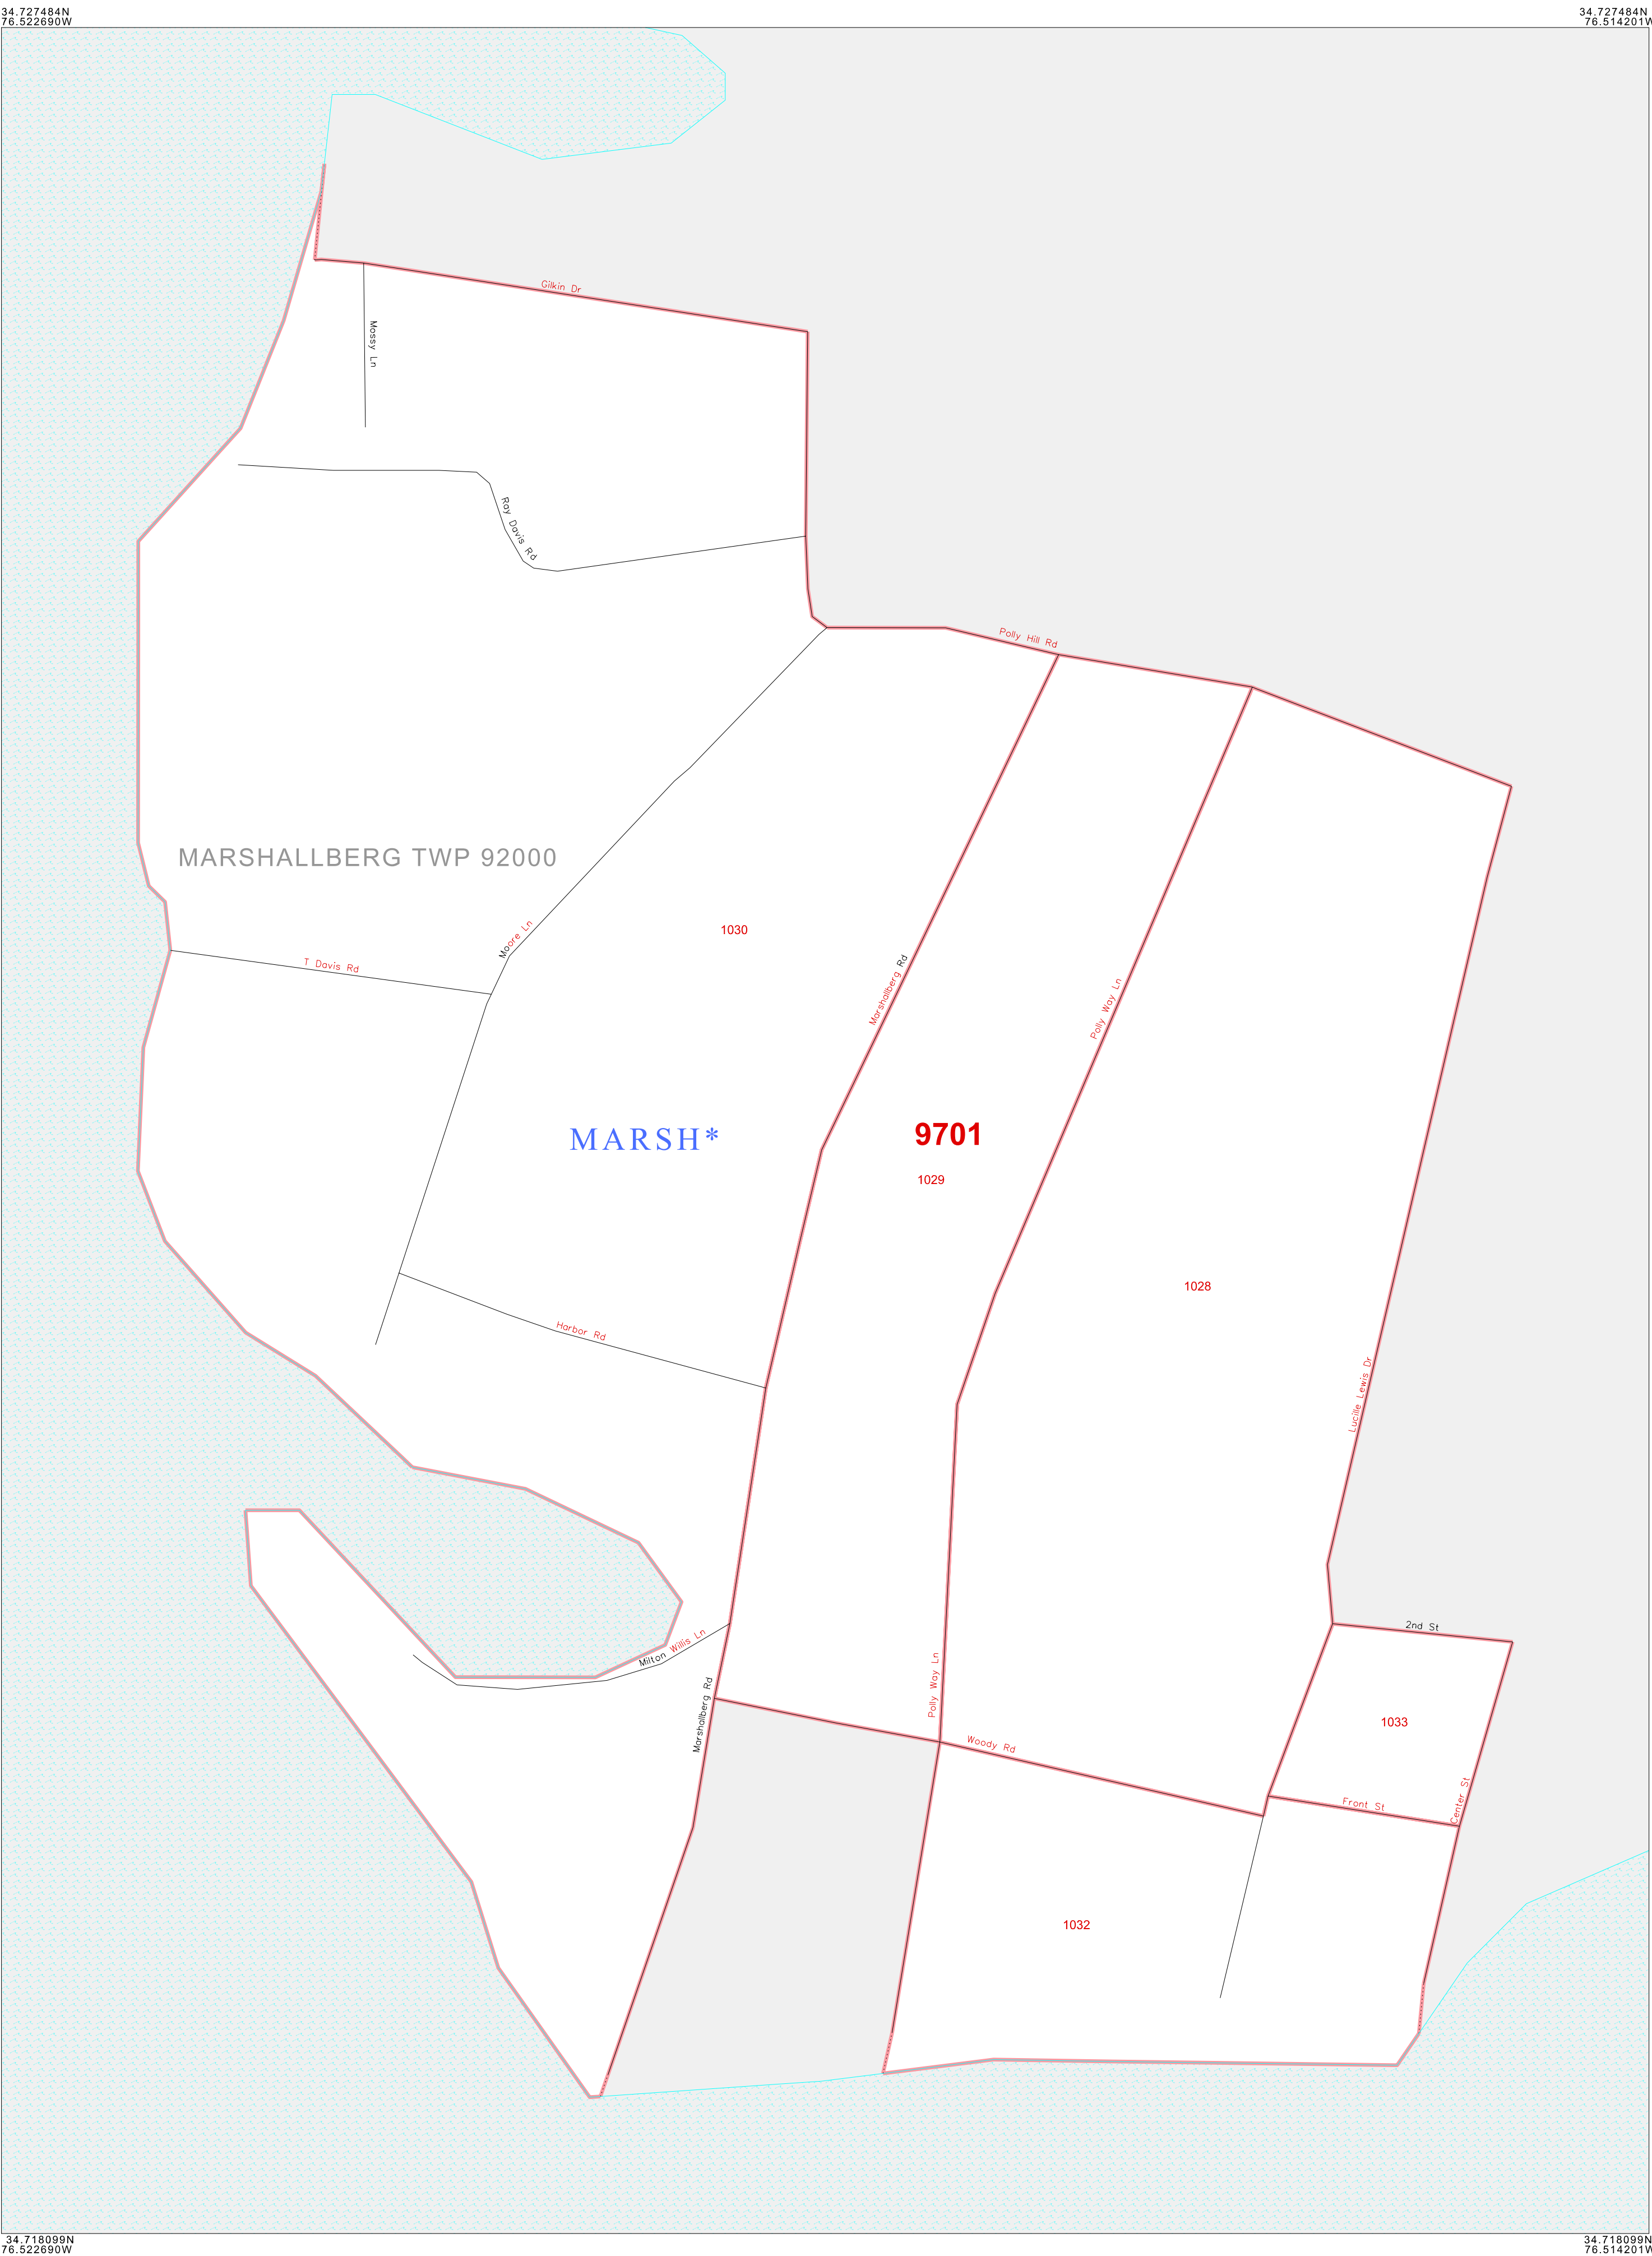 34.727484N
76.522690W
34.727484N
76.514201W
Gilkin Dr
Mossy Ln
Ray Davis Rd
Polly Hill Rd
MARSHALLBERG TWP 92000
1030
Moore Ln
T Davis Rd
Marshallberg Rd
Polly Way Ln
MARSH*
9701
1029
1028
Harbor Rd
Lucille Lewis Dr
Milton Willis Ln
2nd St
Marshallberg Rd
Polly Way Ln
1033
Woody Rd
Front St
Center St
1032
34.718099N
76.522690W
34.718099N
76.514201W